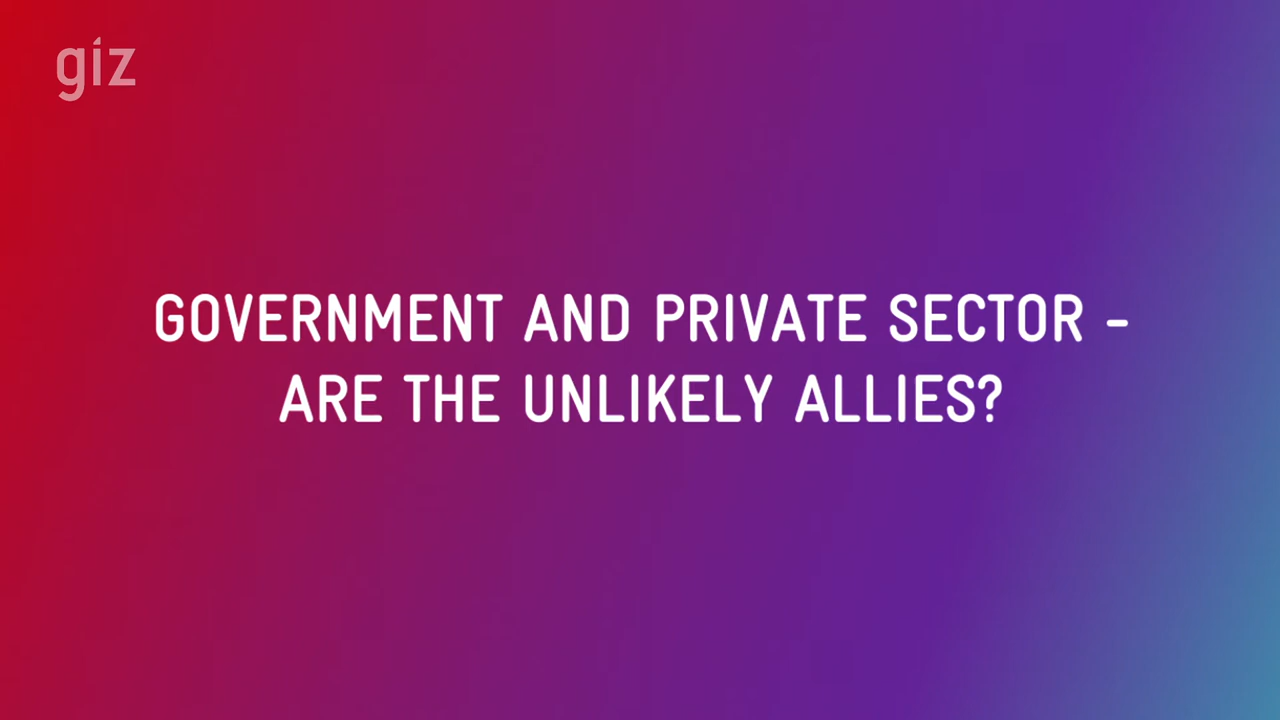 giz
GOVERNMENT AND PRIVATE SECTOR -
ARE THE UNLIKELY ALLIES?